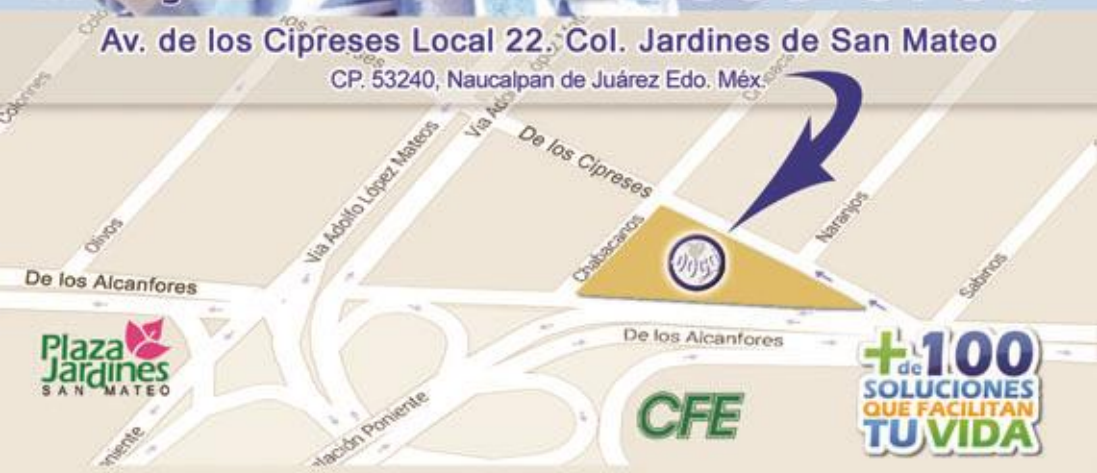 Av. de los Cipreses Local 22. Col. Jardines de San Mateo
CP. 53240, Naucalpan de Juárez Edo. Méx.
Colorines
Vía Adolfo López Mateos
De los Cipreses
Olivos
Chabacanos
Naranjos
Sabinos
De los Alcanfores
De los Alcanfores
Plaza
Jardines
SAN MATEO
CFE
+ de 100
SOLUCIONES
QUE FACILITAN
TU VIDA
Poniente